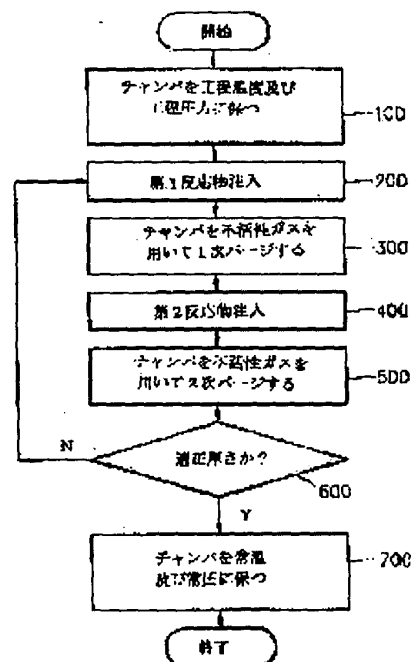 開始
チャンバを工程温度及び
工程圧力に保つ
100
第1反応物注入
200
チャンバを不活性ガスを
用いて1次パージする
300
第2反応物注入
400
チャンバを不活性ガスを
用いて2次パージする
500
適正厚さか?
N
600
Y
チャンバを常温
及び常圧に保つ
700
終了